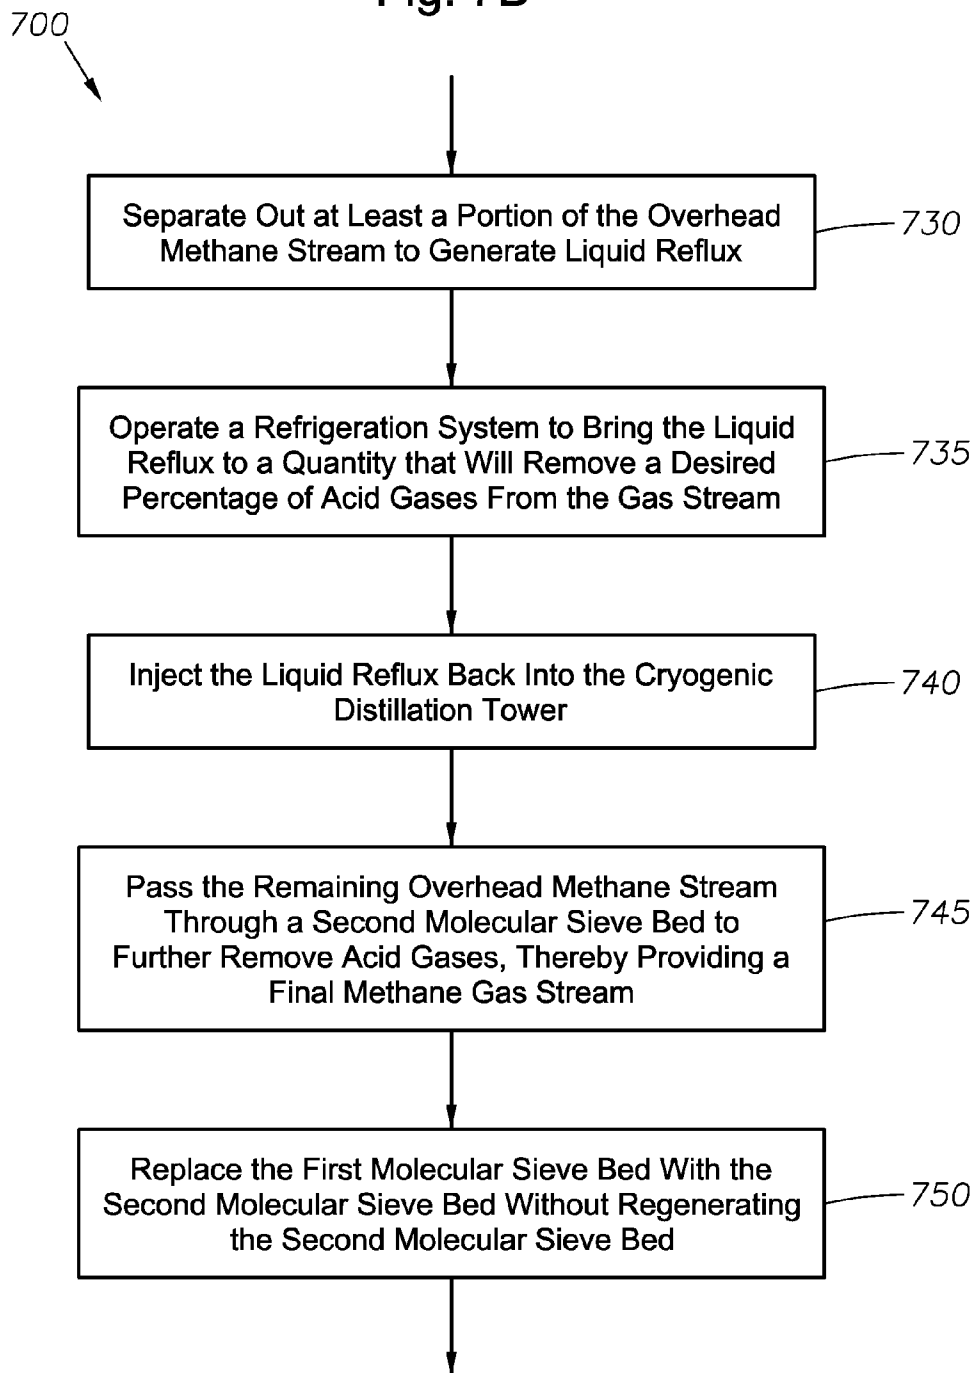 Fig. 7B
700
Separate Out at Least a Portion of the Overhead
Methane Stream to Generate Liquid Reflux
730
Operate a Refrigeration System to Bring the Liquid
Reflux to a Quantity that Will Remove a Desired
Percentage of Acid Gases From the Gas Stream
735
Inject the Liquid Reflux Back Into the Cryogenic
Distillation Tower
740
Pass the Remaining Overhead Methane Stream
Through a Second Molecular Sieve Bed to
Further Remove Acid Gases, Thereby Providing a
Final Methane Gas Stream
745
Replace the First Molecular Sieve Bed With the
Second Molecular Sieve Bed Without Regenerating
the Second Molecular Sieve Bed
750